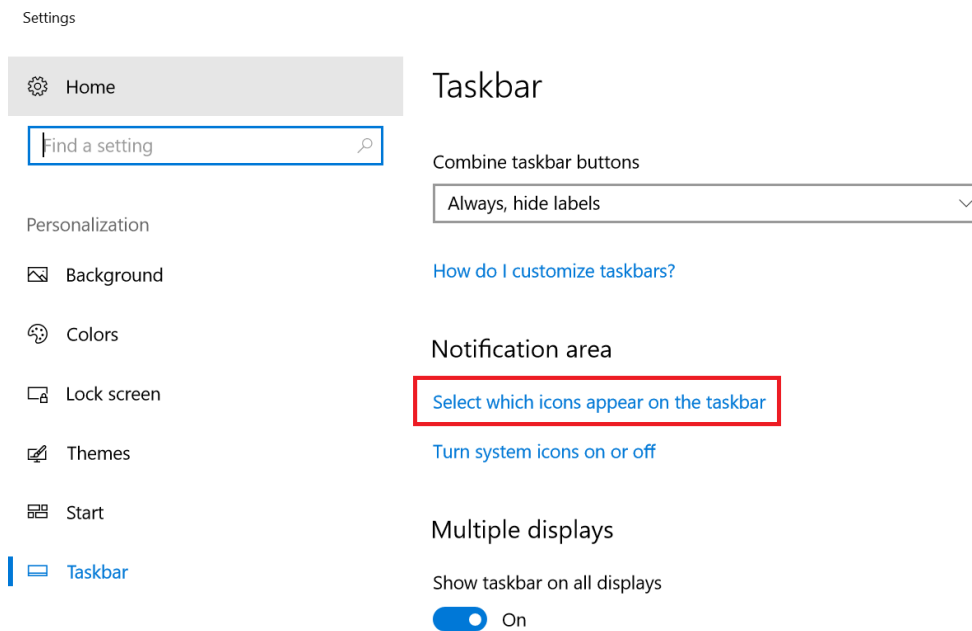 Settings
Home
Find a setting
Personalization
Background
Colors
Lock screen
Themes
Start
Taskbar
Taskbar
Combine taskbar buttons
Always, hide labels
How do I customize taskbars?
Notification area
Select which icons appear on the taskbar
Turn system icons on or off
Multiple displays
Show taskbar on all displays
On